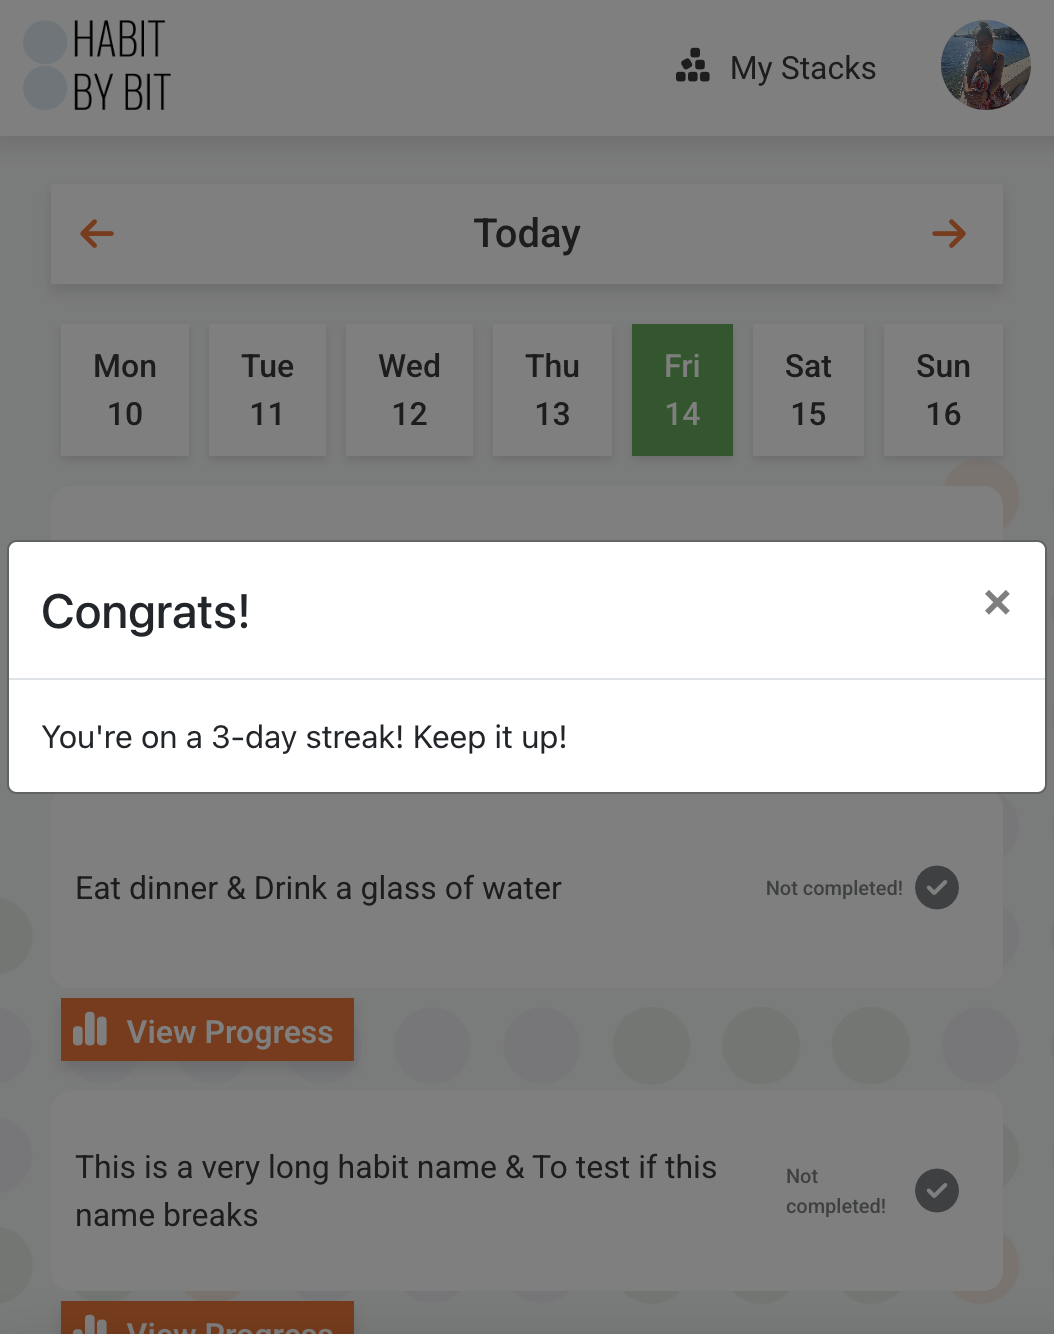 HABIT
BY BIT
My Stacks
Today
Mon
10
Tue
11
Wed
12
Thu
13
Fri
14
Sat
15
Sun
16
Congrats!
×
You're on a 3-day streak! Keep it up!
Eat dinner & Drink a glass of water
Not completed!
View Progress
This is a very long habit name & To test if this
name breaks
Not
completed!
View Progress